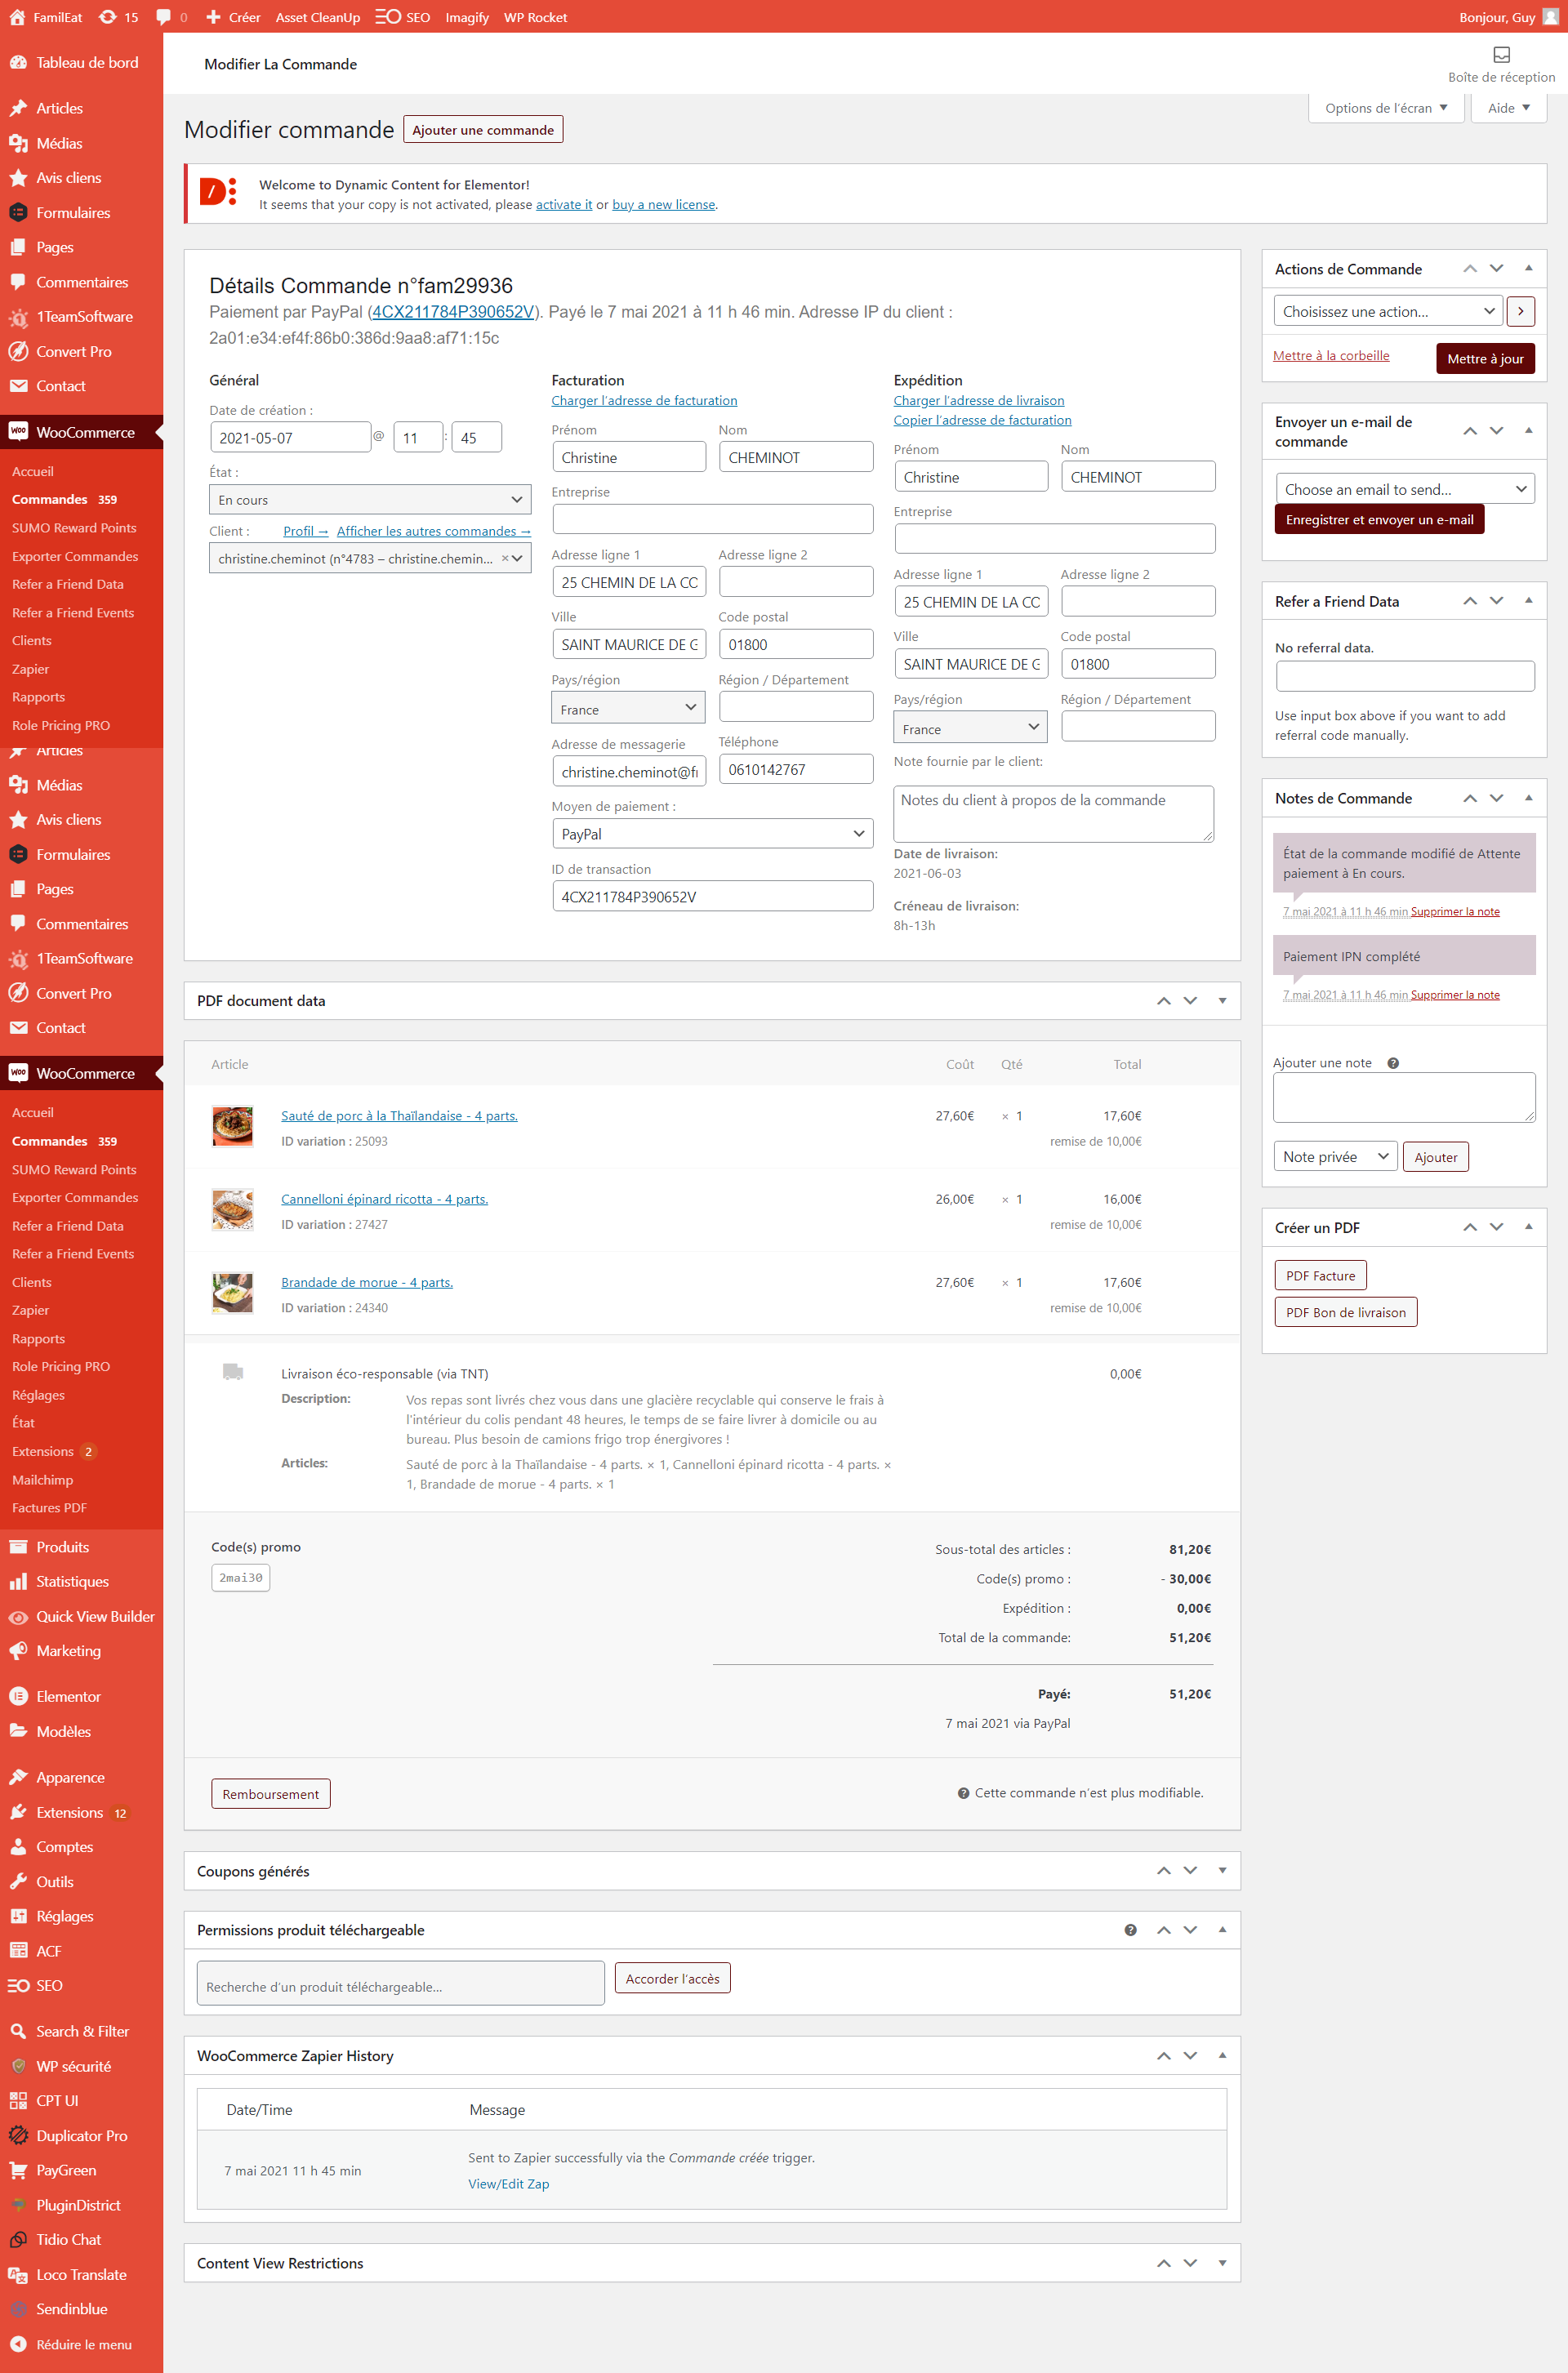 FamilEat
15
0
Créer
Asset CleanUp
SEO
Imagify
WP Rocket
Bonjour, Guy
Tableau de bord
Articles
Médias
Avis cliens
Formulaires
Pages
Commentaires
1TeamSoftware
Convert Pro
Contact
WooCommerce
Accueil
Commandes 359
SUMO Reward Points
Exporter Commandes
Refer a Friend Data
Refer a Friend Events
Clients
Zapier
Rapports
Role Pricing PRO
Articles
Médias
Avis cliens
Formulaires
Pages
Commentaires
1TeamSoftware
Convert Pro
Contact
WooCommerce
Accueil
Commandes 359
SUMO Reward Points
Exporter Commandes
Refer a Friend Data
Refer a Friend Events
Clients
Zapier
Rapports
Role Pricing PRO
Réglages
État
Extensions 2
Mailchimp
Factures PDF
Produits
Statistiques
Quick View Builder
Marketing
Elementor
Modèles
Apparence
Extensions 12
Comptes
Outils
Réglages
ACF
SEO
Search & Filter
WP sécurité
CPT UI
Duplicator Pro
PayGreen
PluginDistrict
Tidio Chat
Loco Translate
Sendinblue
Réduire le menu
Modifier La Commande
Boîte de réception
Options de l'écran
Aide
Modifier commande
Ajouter une commande
Welcome to Dynamic Content for Elementor!
It seems that your copy is not activated, please activate it or buy a new license.
Détails Commande n°fam29936
Paiement par PayPal (4CX211784P390652V). Payé le 7 mai 2021 à 11 h 46 min. Adresse IP du client :
2a01:e34:ef4f:86b0:386d:9aa8:af71:15c
Général
Date de création :
2021-05-07 @ 11 : 45
État :
En cours
Client : Profil → Afficher les autres commandes →
christine.cheminot (n°4783 – christine.chemin... ×
Facturation
Charger l'adresse de facturation
Prénom Nom
Christine CHEMINOT
Entreprise
Adresse ligne 1 Adresse ligne 2
25 CHEMIN DE LA CO
Ville Code postal
SAINT MAURICE DE G 01800
Pays/région Région / Département
France
Adresse de messagerie Téléphone
christine.cheminot@fr 0610142767
Moyen de paiement :
PayPal
ID de transaction
4CX211784P390652V
Expédition
Charger l'adresse de livraison
Copier l'adresse de facturation
Prénom Nom
Christine CHEMINOT
Entreprise
Adresse ligne 1 Adresse ligne 2
25 CHEMIN DE LA CO
Ville Code postal
SAINT MAURICE DE G 01800
Pays/région Région / Département
France
Note fournie par le client:
Notes du client à propos de la commande
Date de livraison:
2021-06-03
Créneau de livraison:
8h-13h
PDF document data
Article Coût Qté Total
Sauté de porc à la Thaïlandaise - 4 parts. 27,60€ × 1 17,60€
ID variation : 25093 remise de 10,00€
Cannelloni épinard ricotta - 4 parts. 26,00€ × 1 16,00€
ID variation : 27427 remise de 10,00€
Brandade de morue - 4 parts. 27,60€ × 1 17,60€
ID variation : 24340 remise de 10,00€
Livraison éco-responsable (via TNT) 0,00€
Description: Vos repas sont livrés chez vous dans une glacière recyclable qui conserve le frais à
l'intérieur du colis pendant 48 heures, le temps de se faire livrer à domicile ou au
bureau. Plus besoin de camions frigo trop énergivores !
Articles: Sauté de porc à la Thaïlandaise - 4 parts. × 1, Cannelloni épinard ricotta - 4 parts. ×
1, Brandade de morue - 4 parts. × 1
Code(s) promo
2mai30
Sous-total des articles : 81,20€
Code(s) promo : - 30,00€
Expédition : 0,00€
Total de la commande: 51,20€
Payé: 51,20€
7 mai 2021 via PayPal
Remboursement
Cette commande n'est plus modifiable.
Coupons générés
Permissions produit téléchargeable
Recherche d'un produit téléchargeable...
Accorder l'accès
WooCommerce Zapier History
Date/Time Message
7 mai 2021 11 h 45 min
Sent to Zapier successfully via the Commande créée trigger.
View/Edit Zap
Content View Restrictions
Actions de Commande
Choisissez une action...
Mettre à la corbeille
Mettre à jour
Envoyer un e-mail de
commande
Choose an email to send...
Enregistrer et envoyer un e-mail
Refer a Friend Data
No referral data.
Use input box above if you want to add
referral code manually.
Notes de Commande
État de la commande modifié de Attente
paiement à En cours.
7 mai 2021 à 11 h 46 min Supprimer la note
Paiement IPN complété
7 mai 2021 à 11 h 46 min Supprimer la note
Ajouter une note
Note privée
Ajouter
Créer un PDF
PDF Facture
PDF Bon de livraison